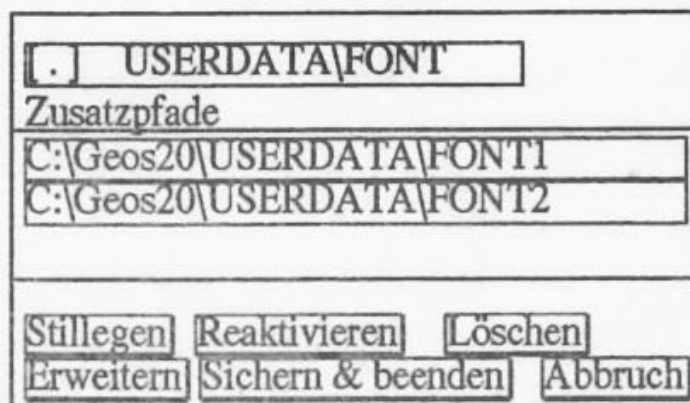 [ . ] USERDATA\FONT
Zusatzpfade
C:\Geos20\USERDATA\FONT1
C:\Geos20\USERDATA\FONT2
Stillegen Reaktivieren Löschen
Erweitern Sichern & beenden Abbruch